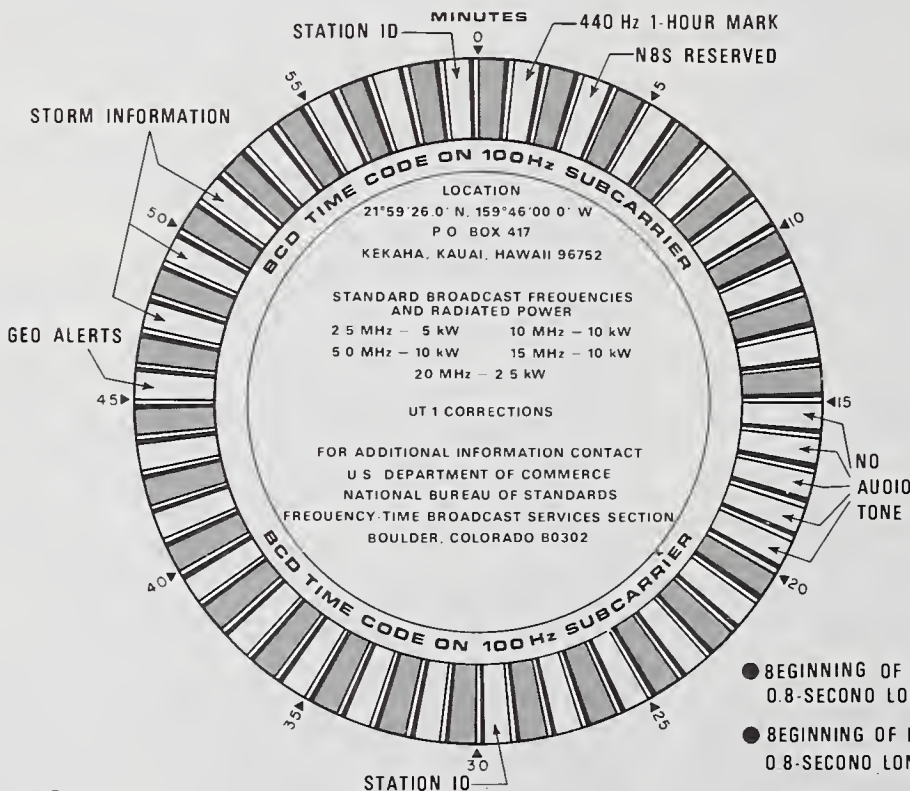 MINUTES
STATION ID
440 Hz 1-HOUR MARK
N8S RESERVED
STORM INFORMATION
GEO ALERTS
NO
AUDIO
TONE
STATION IO
0
5
10
15
20
25
30
35
40
45
50
55
BCD TIME CODE ON 100Hz SUBCARRIER
LOCATION
21°59'26.0' N. 159°46'00 0' W
P O BOX 417
KEKAHA, KAUAI, HAWAII 96752
STANDARD BROADCAST FREQUENCIES
AND RADIATED POWER
2 5 MHz – 5 kW 10 MHz – 10 kW
5 0 MHz – 10 kW 15 MHz – 10 kW
20 MHz – 2 5 kW
UT 1 CORRECTIONS
FOR ADDITIONAL INFORMATION CONTACT
U S DEPARTMENT OF COMMERCE
NATIONAL BUREAU OF STANDARDS
FREQUENCY-TIME BROADCAST SERVICES SECTION
BOULDER, COLORADO B0302
BCD TIME CODE ON 100Hz SUBCARRIER
8EGINNING OF
0.8-SECOND LO
8EGINNING OF
0.8-SECOND LON